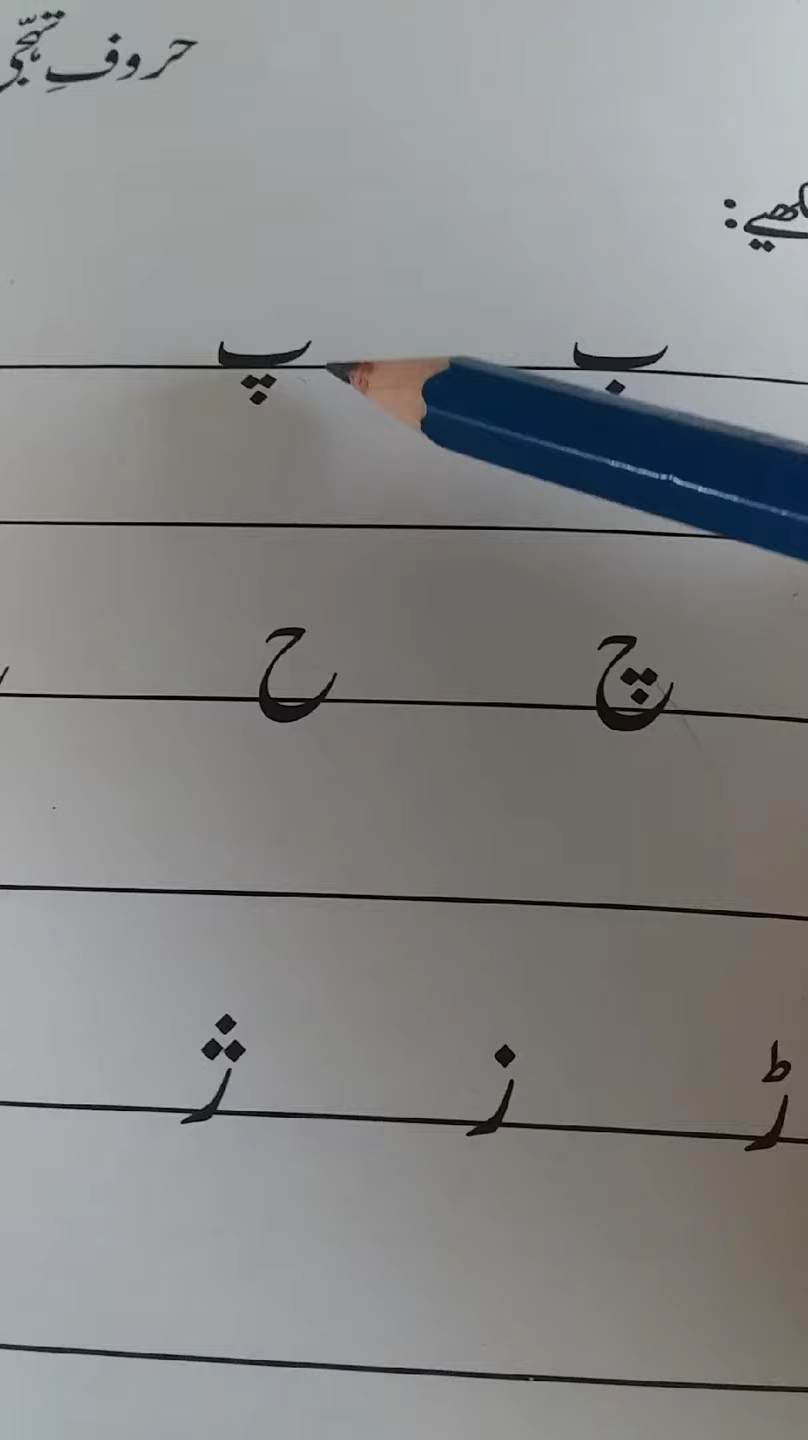 حروفِ تہجّی
ب پ
چ ح
ڑ ز ژ